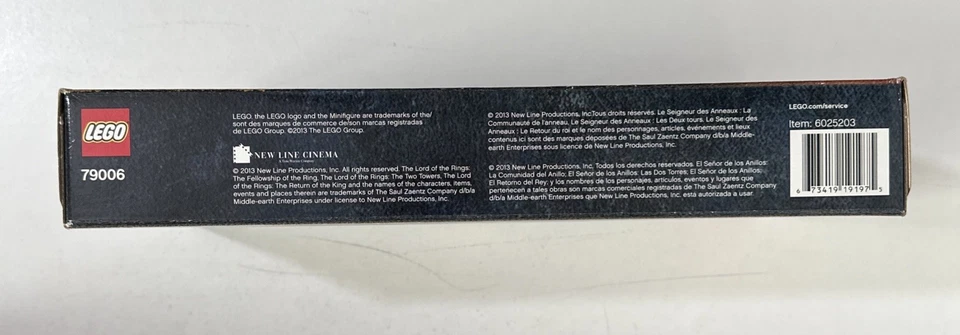 LEGO
79006
LEGO, the LEGO logo and the Minifigure are trademarks of the/
sont des marques de commerce de/son marcas registradas
de LEGO Group. ©2013 The LEGO Group.
NEW LINE CINEMA
© 2013 New Line Productions, Inc. All rights reserved. The Lord of the Rings:
The Fellowship of the Ring, The Lord of the Rings: The Two Towers, The Lord
of the Rings: The Return of the King and the names of the characters, items,
events and places therein are trademarks of The Saul Zaentz Company d/b/a
Middle-earth Enterprises under license to New Line Productions, Inc.
© 2013 New Line Productions, Inc.Tous droits réservés. Le Seigneur des Anneaux : La
Communauté de l'anneau, Le Seigneur des Anneaux : Les Deux tours, Le Seigneur des
Anneaux : Le Retour du roi et le nom des personnages, articles, événements et lieux
contenus ici sont des marques déposées de The Saul Zaentz Company d/b/a Middle-
earth Enterprises sous licence de New Line Productions, Inc.
© 2013 New Line Productions, Inc. Todos los derechos reservados. El Señor de los Anillos:
La Comunidad del Anillo; El Señor de los Anillos: Las Dos Torres; El Señor de los Anillos:
El Retorno del Rey, y los nombres de los personajes, artículos, eventos y lugares que
pertenecen a tales obras son marcas comerciales registradas de The Saul Zaentz Company
d/b/a Middle-earth Enterprises que New Line Productions, Inc. está autorizada a usar.
LEGO.com/service
Item: 6025203
6 73419 19197 5